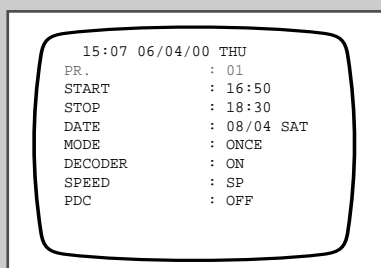 15:07 06/04/00 THU
PR. : 01
START : 16:50
STOP : 18:30
DATE : 08/04 SAT
MODE : ONCE
DECODER : ON
SPEED : SP
PDC : OFF